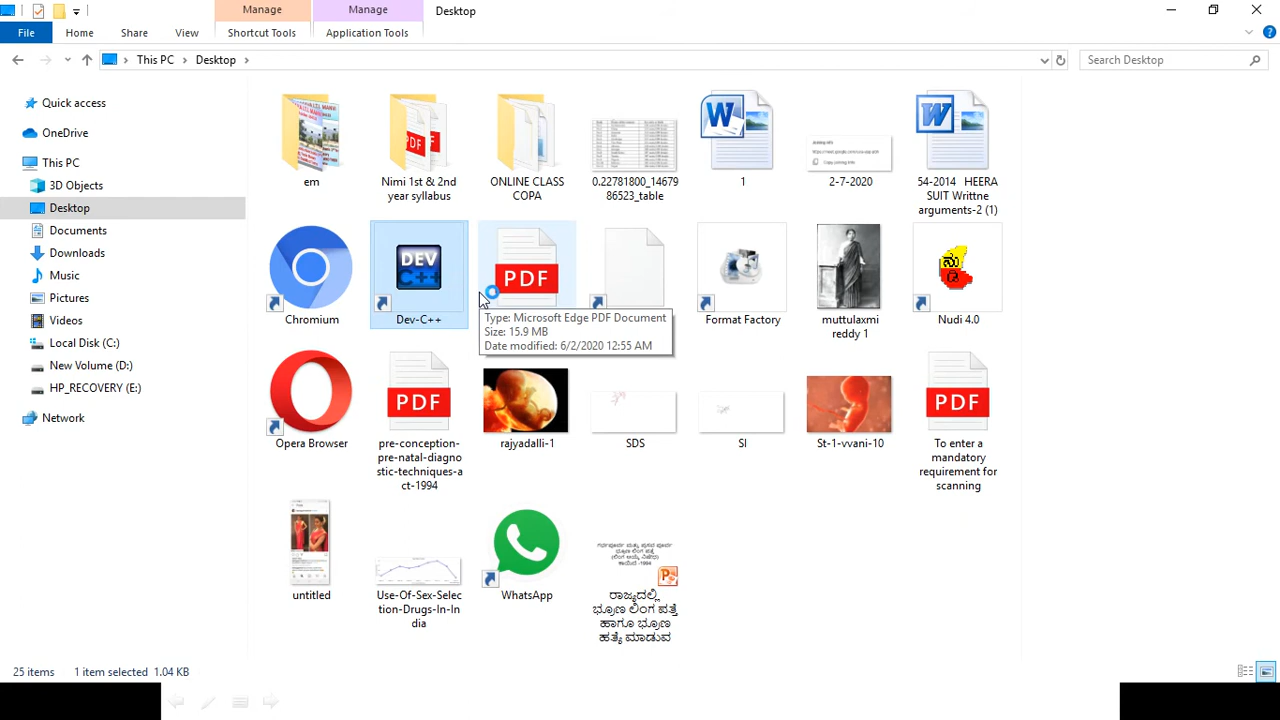 Manage
Manage
Desktop
File
Home
Share
View
Shortcut Tools
Application Tools
This PC
Desktop
Search Desktop
Quick access
OneDrive
This PC
3D Objects
Desktop
Documents
Downloads
Music
Pictures
Videos
Local Disk (C:)
New Volume (D:)
HP_RECOVERY (E:)
Network
em
Nimi 1st & 2nd
year syllabus
ONLINE CLASS
COPA
0.22781800_14679
86523_table
1
2-7-2020
54-2014 HEERA
SUIT Writtne
arguments-2 (1)
PDF
DEV
C++
PDF
Chromium
Dev-C++
Type: Microsoft Edge PDF Document
Size: 15.9 MB
Date modified: 6/2/2020 12:55 AM
Format Factory
muttulaxmi
reddy 1
ನು
ಡಿ
Nudi 4.0
PDF
PDF
Opera Browser
pre-conception-
pre-natal-diagno
stic-techniques-a
ct-1994
rajyadalli-1
SDS
SI
St-1-vvani-10
To enter a
mandatory
requirement for
scanning
untitled
Use-Of-Sex-Selec
tion-Drugs-In-In
dia
WhatsApp
ರಾಜ್ಯದಲ್ಲಿ
ಭ್ರೂಣ ಲಿಂಗ ಪತ್ತೆ
ಹಾಗೂ ಭ್ರೂಣ
ಹತ್ಯೆ ಮಾಡುವ
25 items
1 item selected 1.04 KB